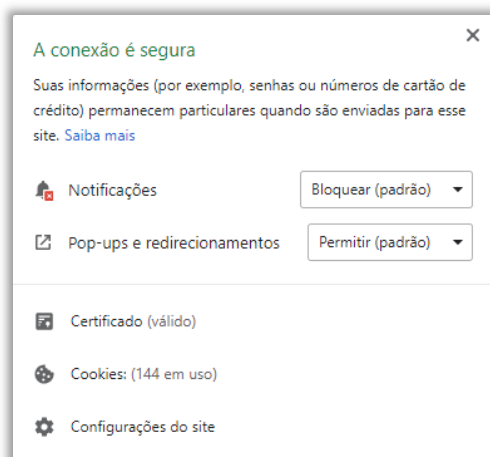 A conexão é segura
Suas informações (por exemplo, senhas ou números de cartão de
crédito) permanecem particulares quando são enviadas para esse
site. Saiba mais
Notificações Bloquear (padrão)
Pop-ups e redirecionamentos Permitir (padrão)
Certificado (válido)
Cookies: (144 em uso)
Configurações do site